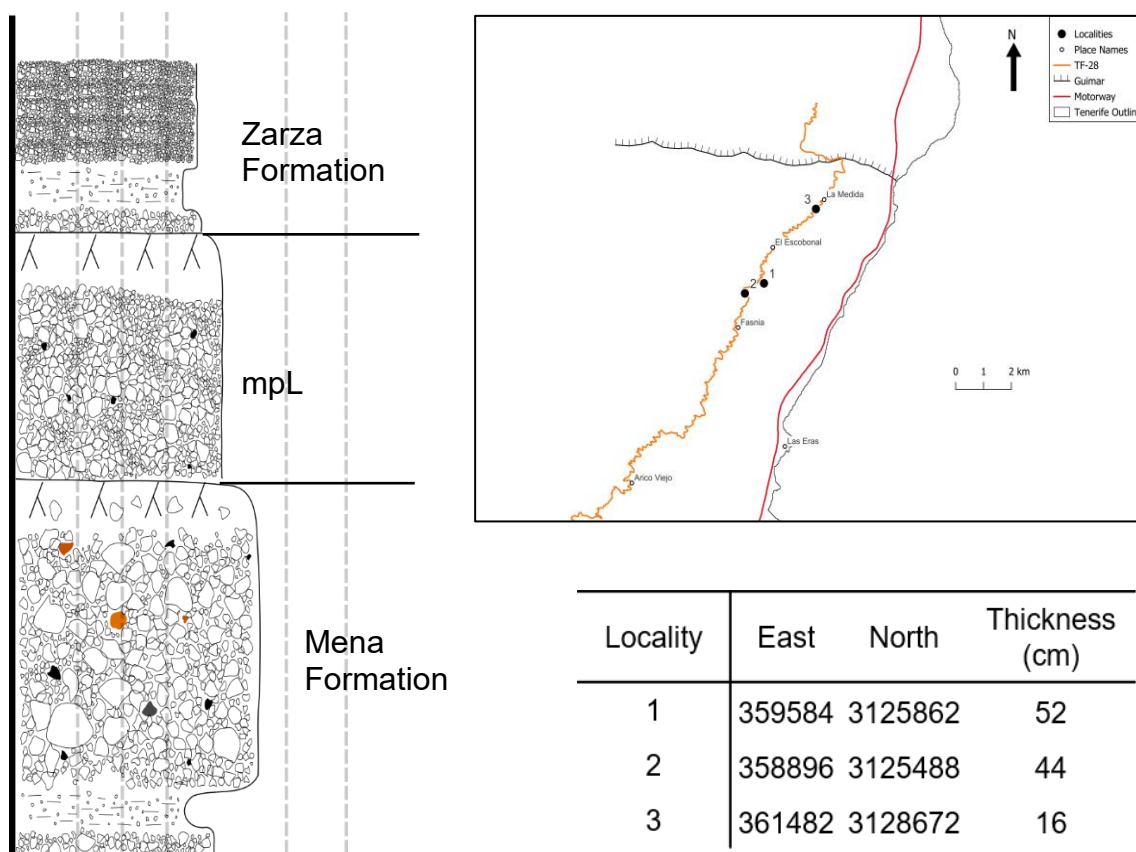 Zarza
Formation
mpL
Mena
Formation
N
Localities
Place Names
TF-28
Guimar
Motorway
Tenerife Outlin
La Medida
3
El Escobonal
1
2
Fasnia
0 1 2 km
Las Eras
Arico Viejo
Locality East North Thickness (cm)
1 359584 3125862 52
2 358896 3125488 44
3 361482 3128672 16